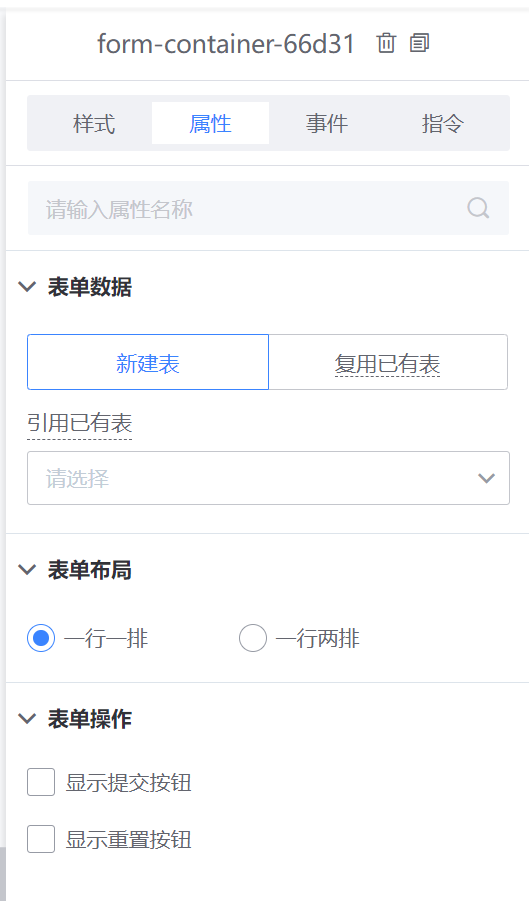 form-container-66d31
样式 属性 事件 指令
请输入属性名称
表单数据
新建表 复用已有表
引用已有表
请选择
表单布局
一行一排 一行两排
表单操作
显示提交按钮
显示重置按钮